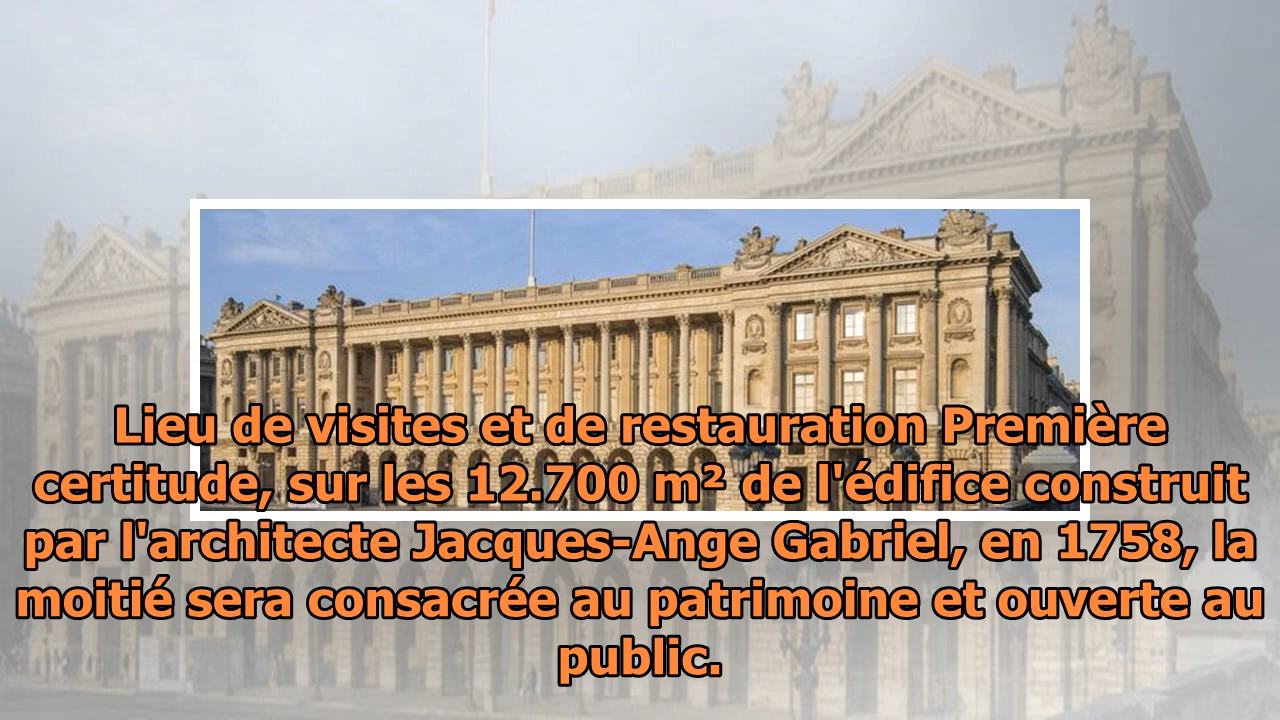 Lieu de visites et de restauration Première
certitude, sur les 12.700 m² de l'édifice construit
par l'architecte Jacques-Ange Gabriel, en 1758, la
moitié sera consacrée au patrimoine et ouverte au
public.